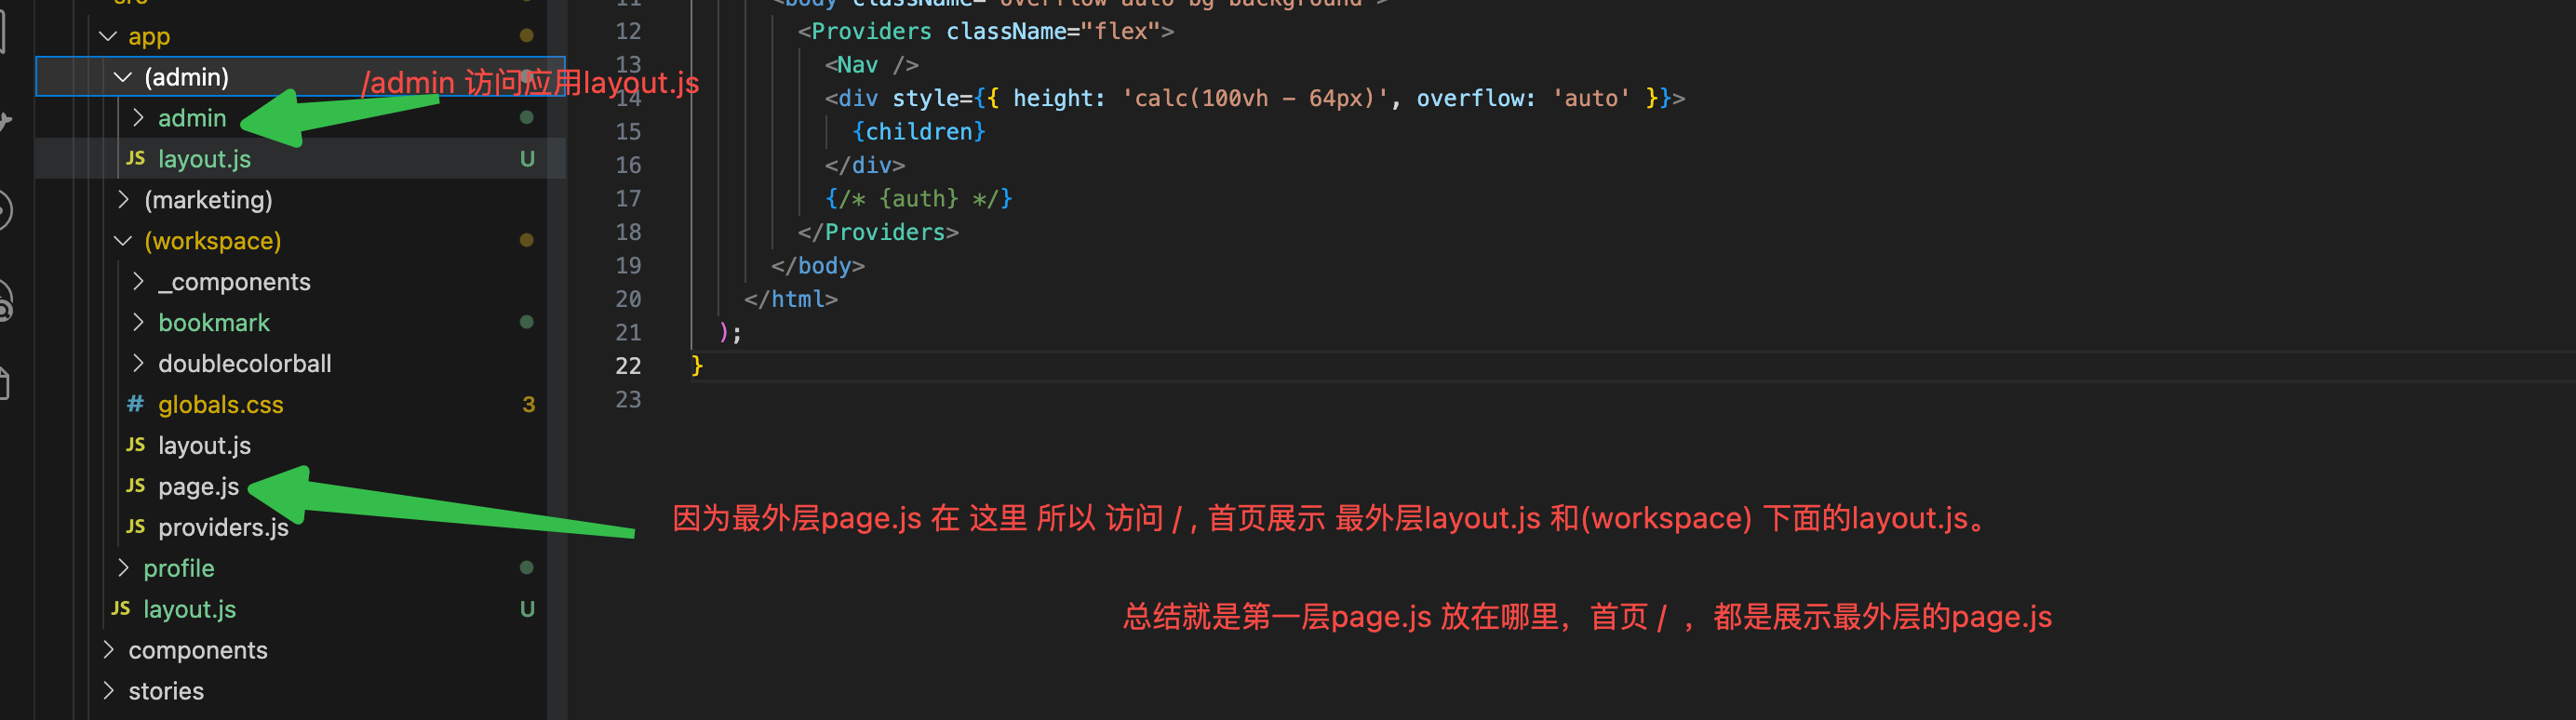 src
11 <body className="overflow-auto bg-background">
app
12 <Providers className="flex">
(admin)
/admin 访问应用layout.js
13 <Nav />
14 <div style={{ height: 'calc(100vh - 64px)', overflow: 'auto' }}>
admin
15 {children}
JS layout.js U
16 </div>
(marketing)
17 {/* {auth} */}
18 </Providers>
(workspace)
19 </body>
_components
20 </html>
bookmark
21 );
doublecolorball
22 }
# globals.css 3
23
JS layout.js
JS page.js
因为最外层page.js 在 这里 所以 访问 / , 首页展示 最外层layout.js 和(workspace) 下面的layout.js。
JS providers.js
profile
JS layout.js U
总结就是第一层page.js 放在哪里，首页 / ，都是展示最外层的page.js
components
stories